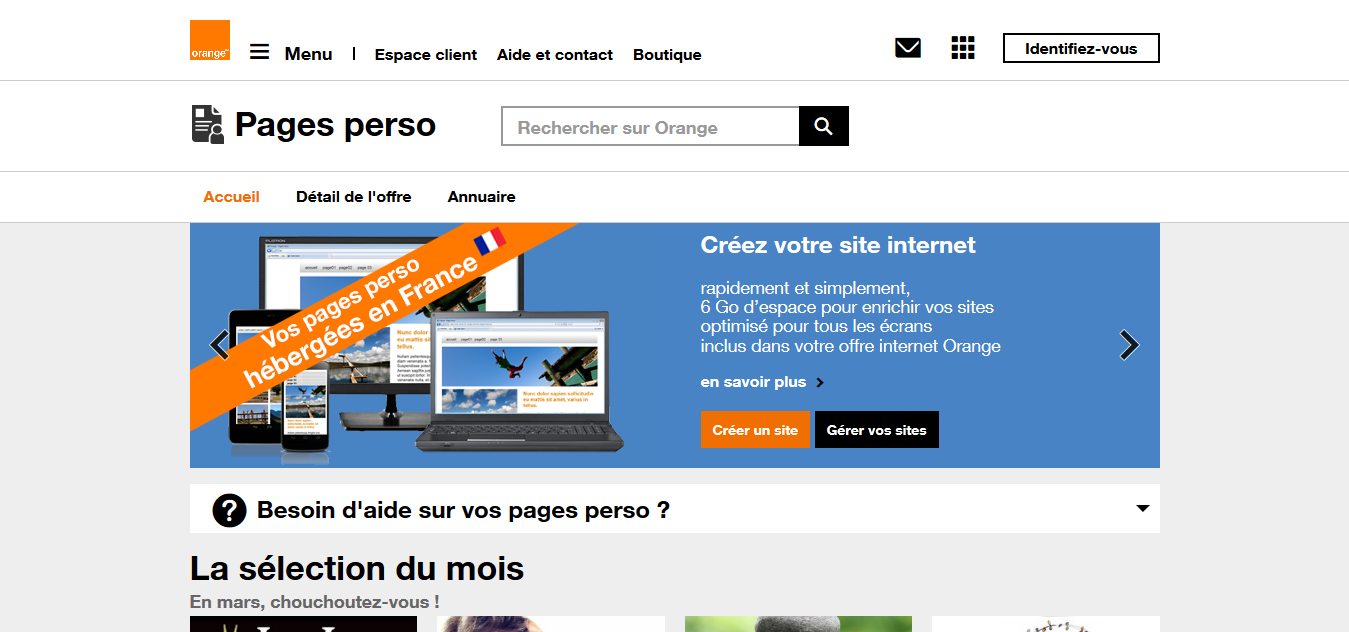 orange™
Menu
Espace client
Aide et contact
Boutique
Identifiez-vous
Pages perso
Rechercher sur Orange
Accueil
Détail de l'offre
Annuaire
Vos pages perso
hébergées en France
Créez votre site internet
rapidement et simplement,
6 Go d’espace pour enrichir vos sites
optimisé pour tous les écrans
inclus dans votre offre internet Orange
en savoir plus
Créer un site
Gérer vos sites
Nunc dolor sapien sollicitudin
eu mattis sit amet, varius in
tellus.
Besoin d'aide sur vos pages perso ?
La sélection du mois
En mars, chouchoutez-vous !